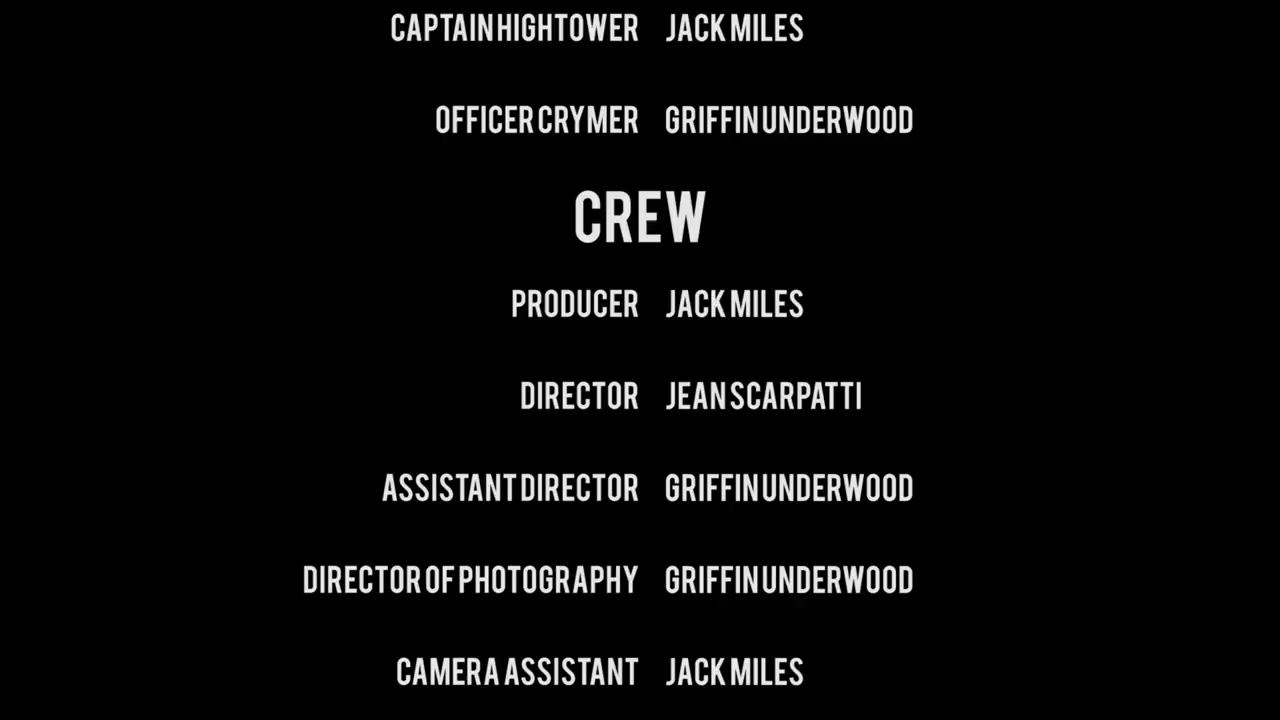 CAPTAIN HIGHTOWER JACK MILES
OFFICER CRYMER GRIFFIN UNDERWOOD
CREW
PRODUCER JACK MILES
DIRECTOR JEAN SCARPATTI
ASSISTANT DIRECTOR GRIFFIN UNDERWOOD
DIRECTOR OF PHOTOGRAPHY GRIFFIN UNDERWOOD
CAMERA ASSISTANT JACK MILES